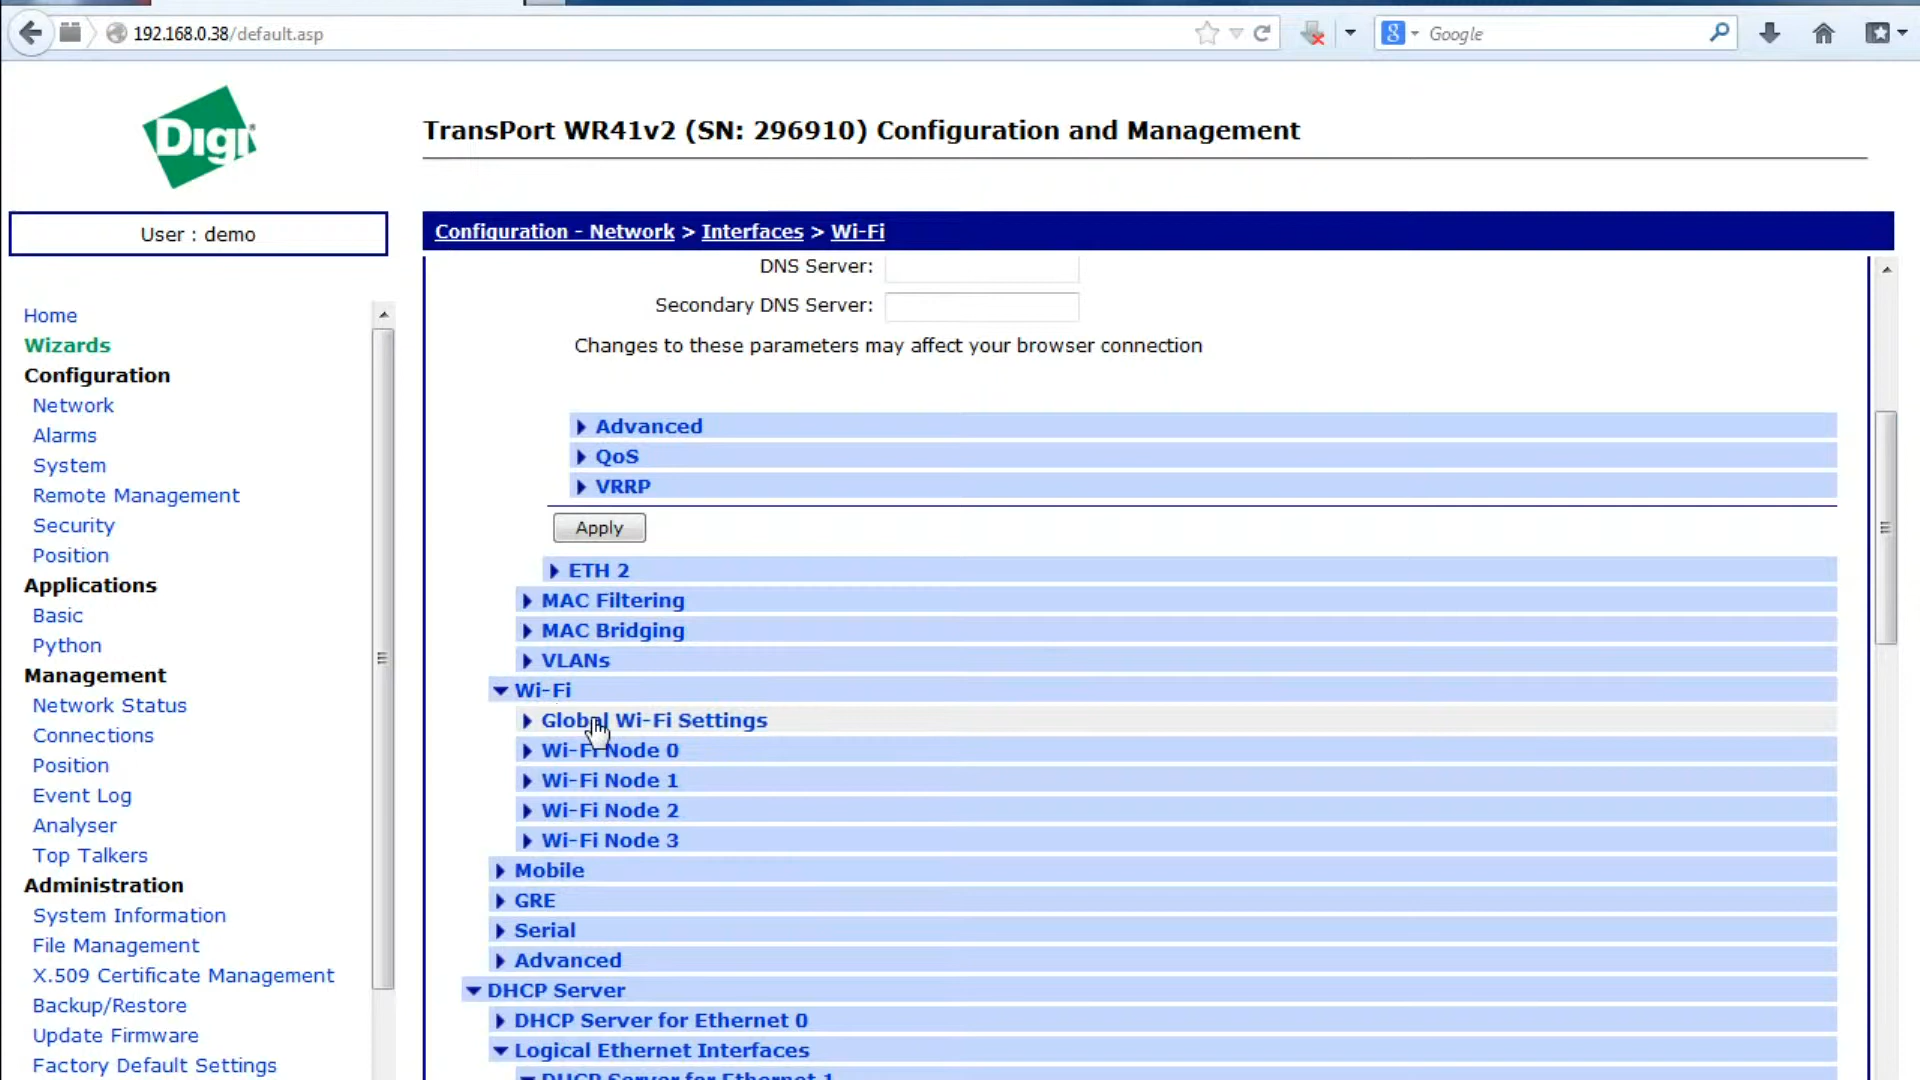 192.168.0.38/default.asp
Google
Digi
TransPort WR41v2 (SN: 296910) Configuration and Management
User : demo
Configuration - Network > Interfaces > Wi-Fi
Home
Wizards
Configuration
Network
Alarms
System
Remote Management
Security
Position
Applications
Basic
Python
Management
Network Status
Connections
Position
Event Log
Analyser
Top Talkers
Administration
System Information
File Management
X.509 Certificate Management
Backup/Restore
Update Firmware
Factory Default Settings
DNS Server:
Secondary DNS Server:
Changes to these parameters may affect your browser connection
Advanced
QoS
VRRP
Apply
ETH 2
MAC Filtering
MAC Bridging
VLANs
Wi-Fi
Global Wi-Fi Settings
Wi-Fi Node 0
Wi-Fi Node 1
Wi-Fi Node 2
Wi-Fi Node 3
Mobile
GRE
Serial
Advanced
DHCP Server
DHCP Server for Ethernet 0
Logical Ethernet Interfaces
DHCP Server for Ethernet 1